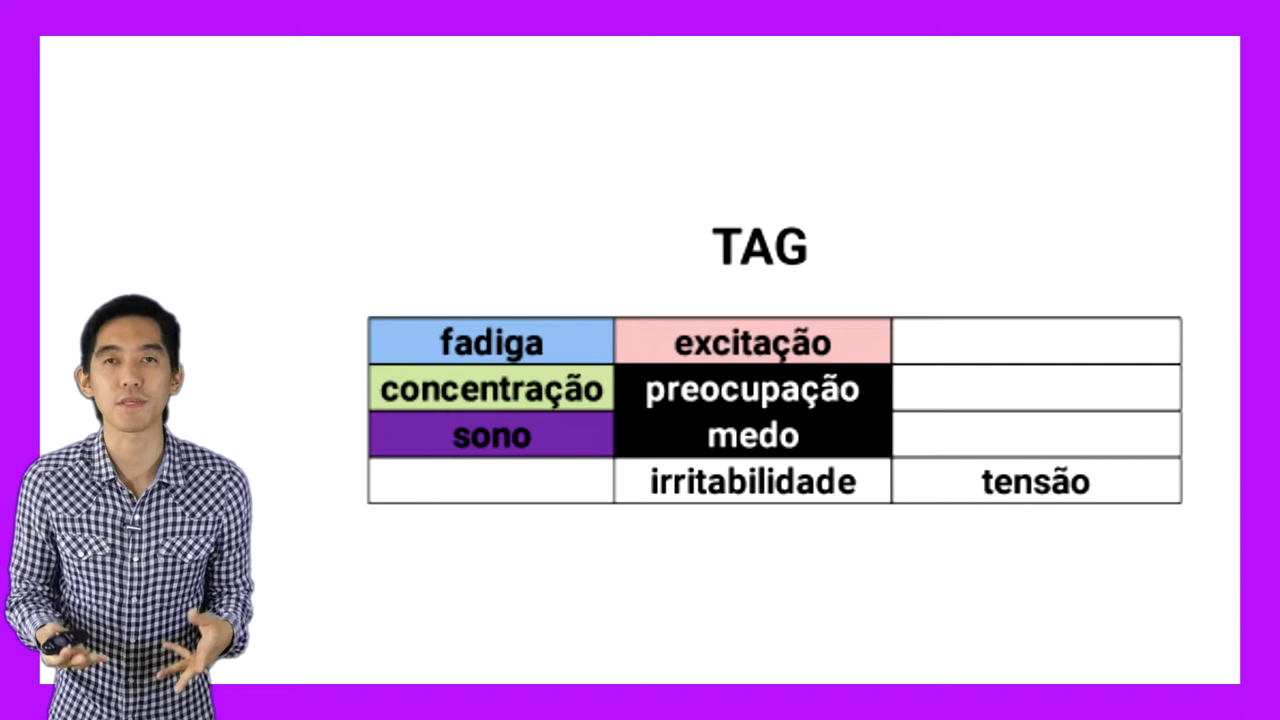 TAG
fadiga excitação
concentração preocupação
sono medo
irritabilidade tensão